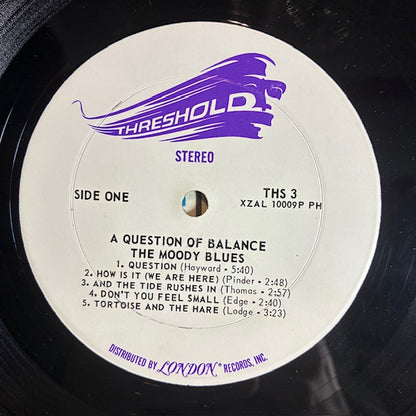 THRESHOLD
STEREO
SIDE ONE
THS 3
XZAL 10009P PH
A QUESTION OF BALANCE
THE MOODY BLUES
1. QUESTION (Hayward - 5:40)
2. HOW IS IT (WE ARE HERE) (Pinder - 2:48)
3. AND THE TIDE RUSHES IN (Thomas - 2:57)
4. DON'T YOU FEEL SMALL (Edge - 2:40)
5. TORTOISE AND THE HARE (Lodge - 3:23)
DISTRIBUTED BY LONDON® RECORDS, INC.